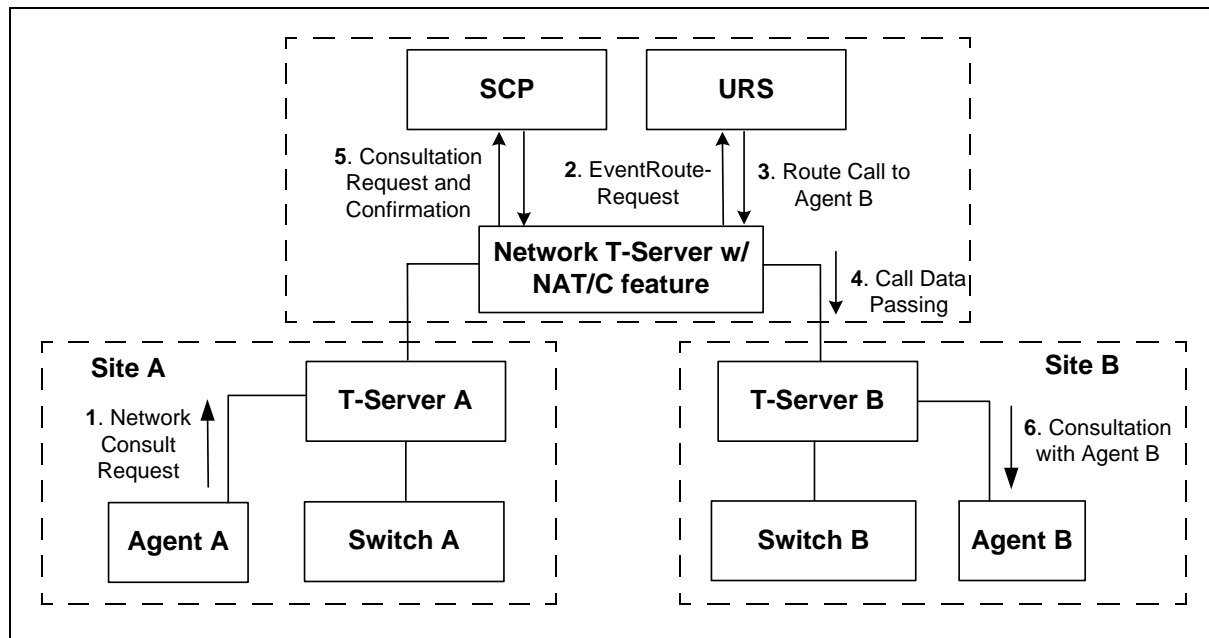 SCP
URS
5. Consultation
Request and
Confirmation
2. EventRoute-
Request
3. Route Call to
Agent B
Network T-Server w/
NAT/C feature
4. Call Data
Passing
Site A
Site B
T-Server A
T-Server B
1. Network
Consult
Request
6. Consultation
with Agent B
Agent A
Switch A
Switch B
Agent B